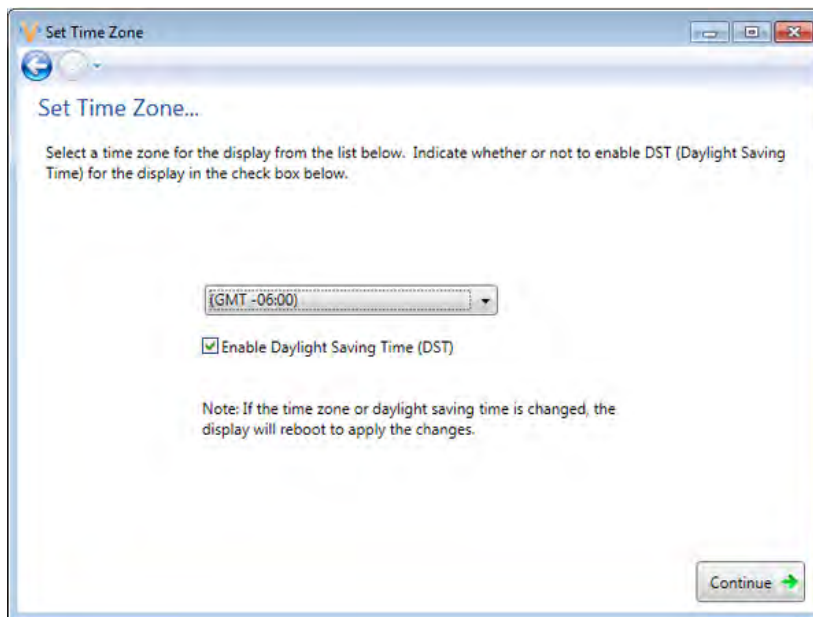 Set Time Zone
Set Time Zone...
Select a time zone for the display from the list below.  Indicate whether or not to enable DST (Daylight Saving
Time) for the display in the check box below.
(GMT -06:00)
Enable Daylight Saving Time (DST)
Note: If the time zone or daylight saving time is changed, the
display will reboot to apply the changes.
Continue